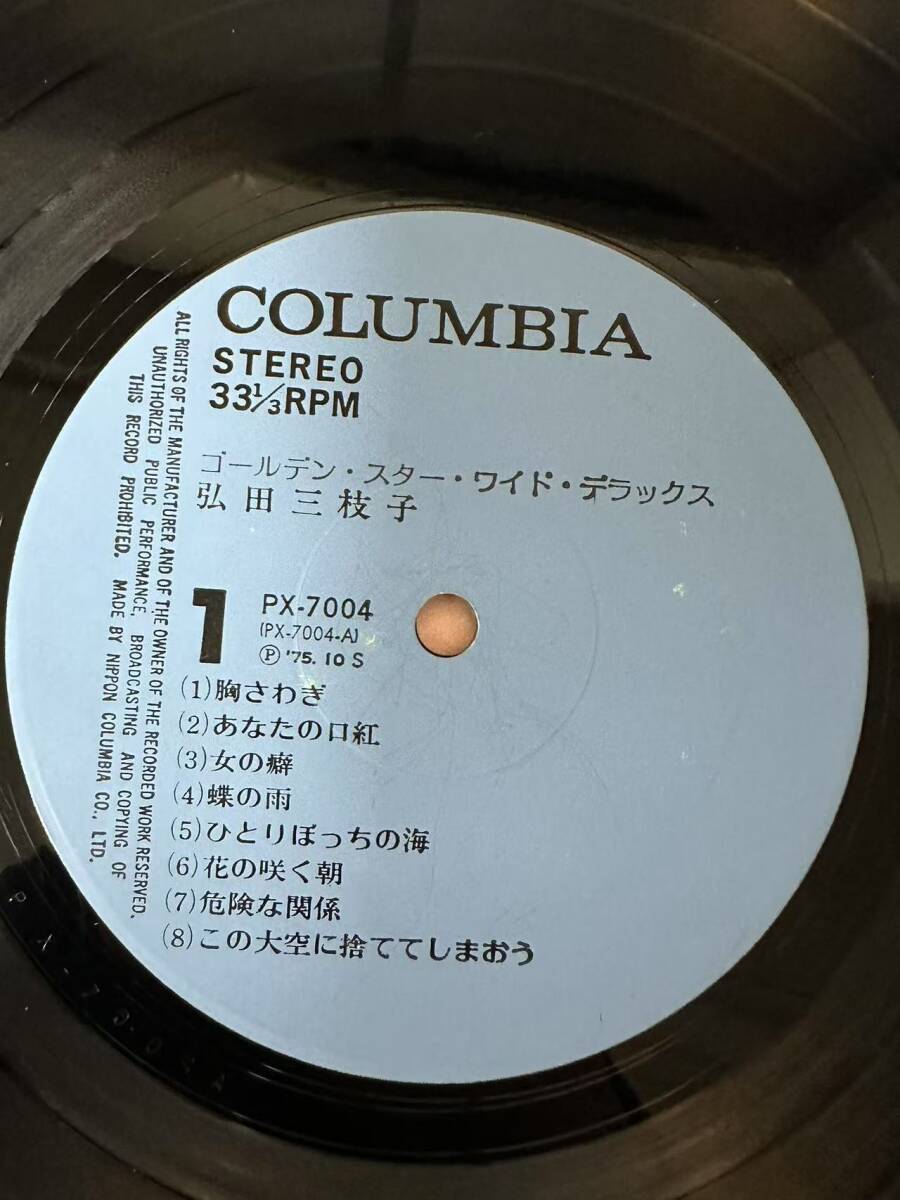 COLUMBIA
STEREO
33⅓RPM
ゴールデン・スター・ワイド・デラックス
弘田三枝子
1
PX-7004
(PX-7004-A)
Ⓟ '75. 10 S
(1)胸さわぎ
(2)あなたの口紅
(3)女の癖
(4)蝶の雨
(5)ひとりぼっちの海
(6)花の咲く朝
(7)危険な関係
(8)この大空に捨ててしまおう
ALL RIGHTS OF THE MANUFACTURER AND OF THE OWNER OF THE RECORDED WORK RESERVED.
UNAUTHORIZED PUBLIC PERFORMANCE, BROADCASTING AND COPYING OF
THIS RECORD PROHIBITED. MADE BY NIPPON COLUMBIA CO., LTD.